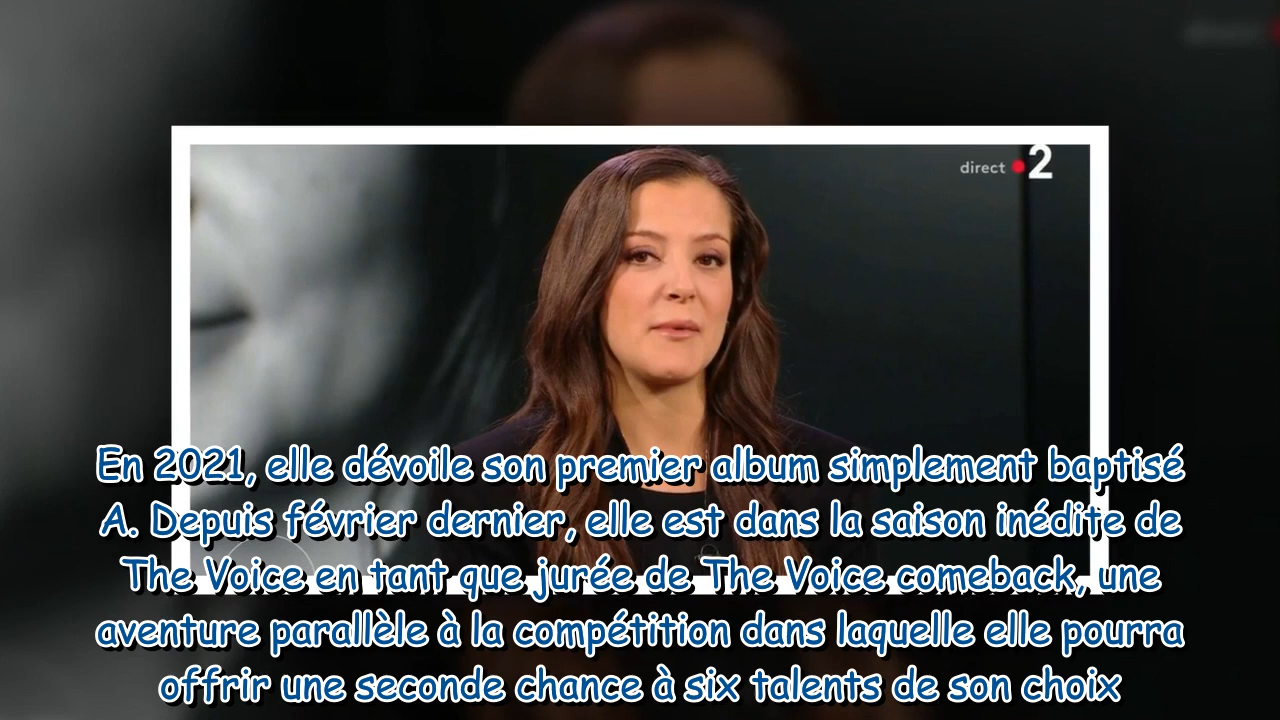 direct 2
En 2021, elle dévoile son premier album simplement baptisé
A. Depuis février dernier, elle est dans la saison inédite de
The Voice en tant que jurée de The Voice comeback, une
aventure parallèle à la compétition dans laquelle elle pourra
offrir une seconde chance à six talents de son choix